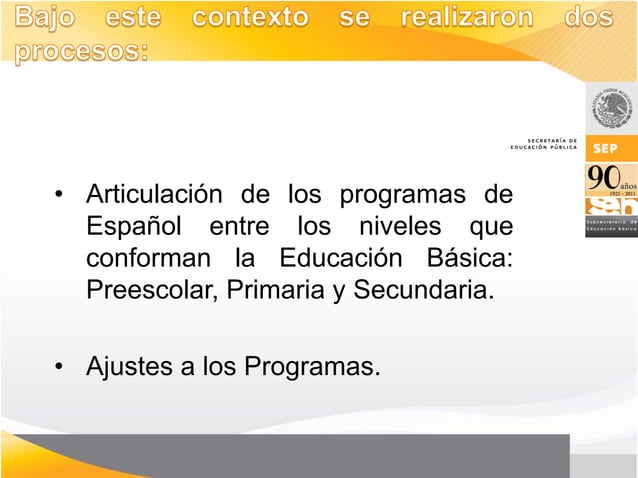 Bajo este contexto se realizaron dos
procesos:
SECRETARÍA DE
EDUCACIÓN PÚBLICA
SEP
90 años
1921 - 2011
seb
Subsecretaría de
Educación Básica
• Articulación de los programas de
Español entre los niveles que
conforman la Educación Básica:
Preescolar, Primaria y Secundaria.
• Ajustes a los Programas.